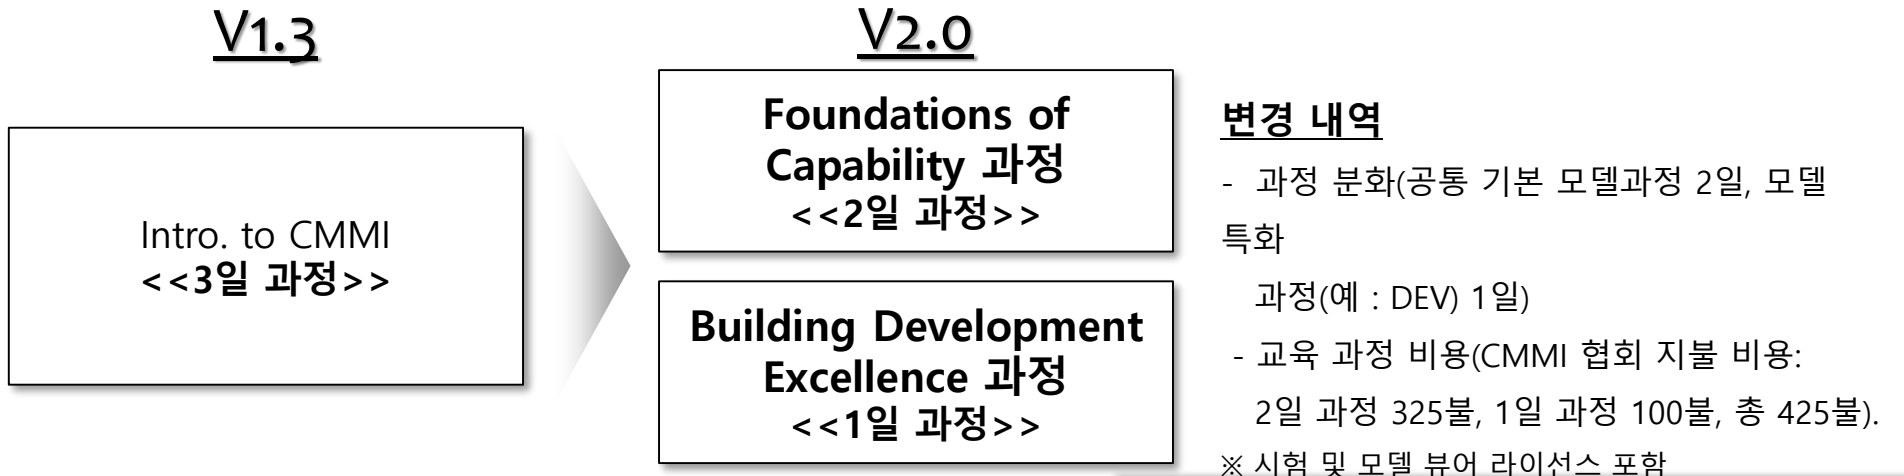 V1.3
Intro. to CMMI
<<3일 과정>>
V2.0
Foundations of
Capability 과정
<<2일 과정>>
Building Development
Excellence 과정
<<1일 과정>>
변경 내역
- 과정 분화(공통 기본 모델과정 2일, 모델
특화
과정(예 : DEV) 1일)
- 교육 과정 비용(CMMI 협회 지불 비용:
2일 과정 325불, 1일 과정 100불, 총 425불).
※ 시험 및 모델 뷰어 라이선스 포함